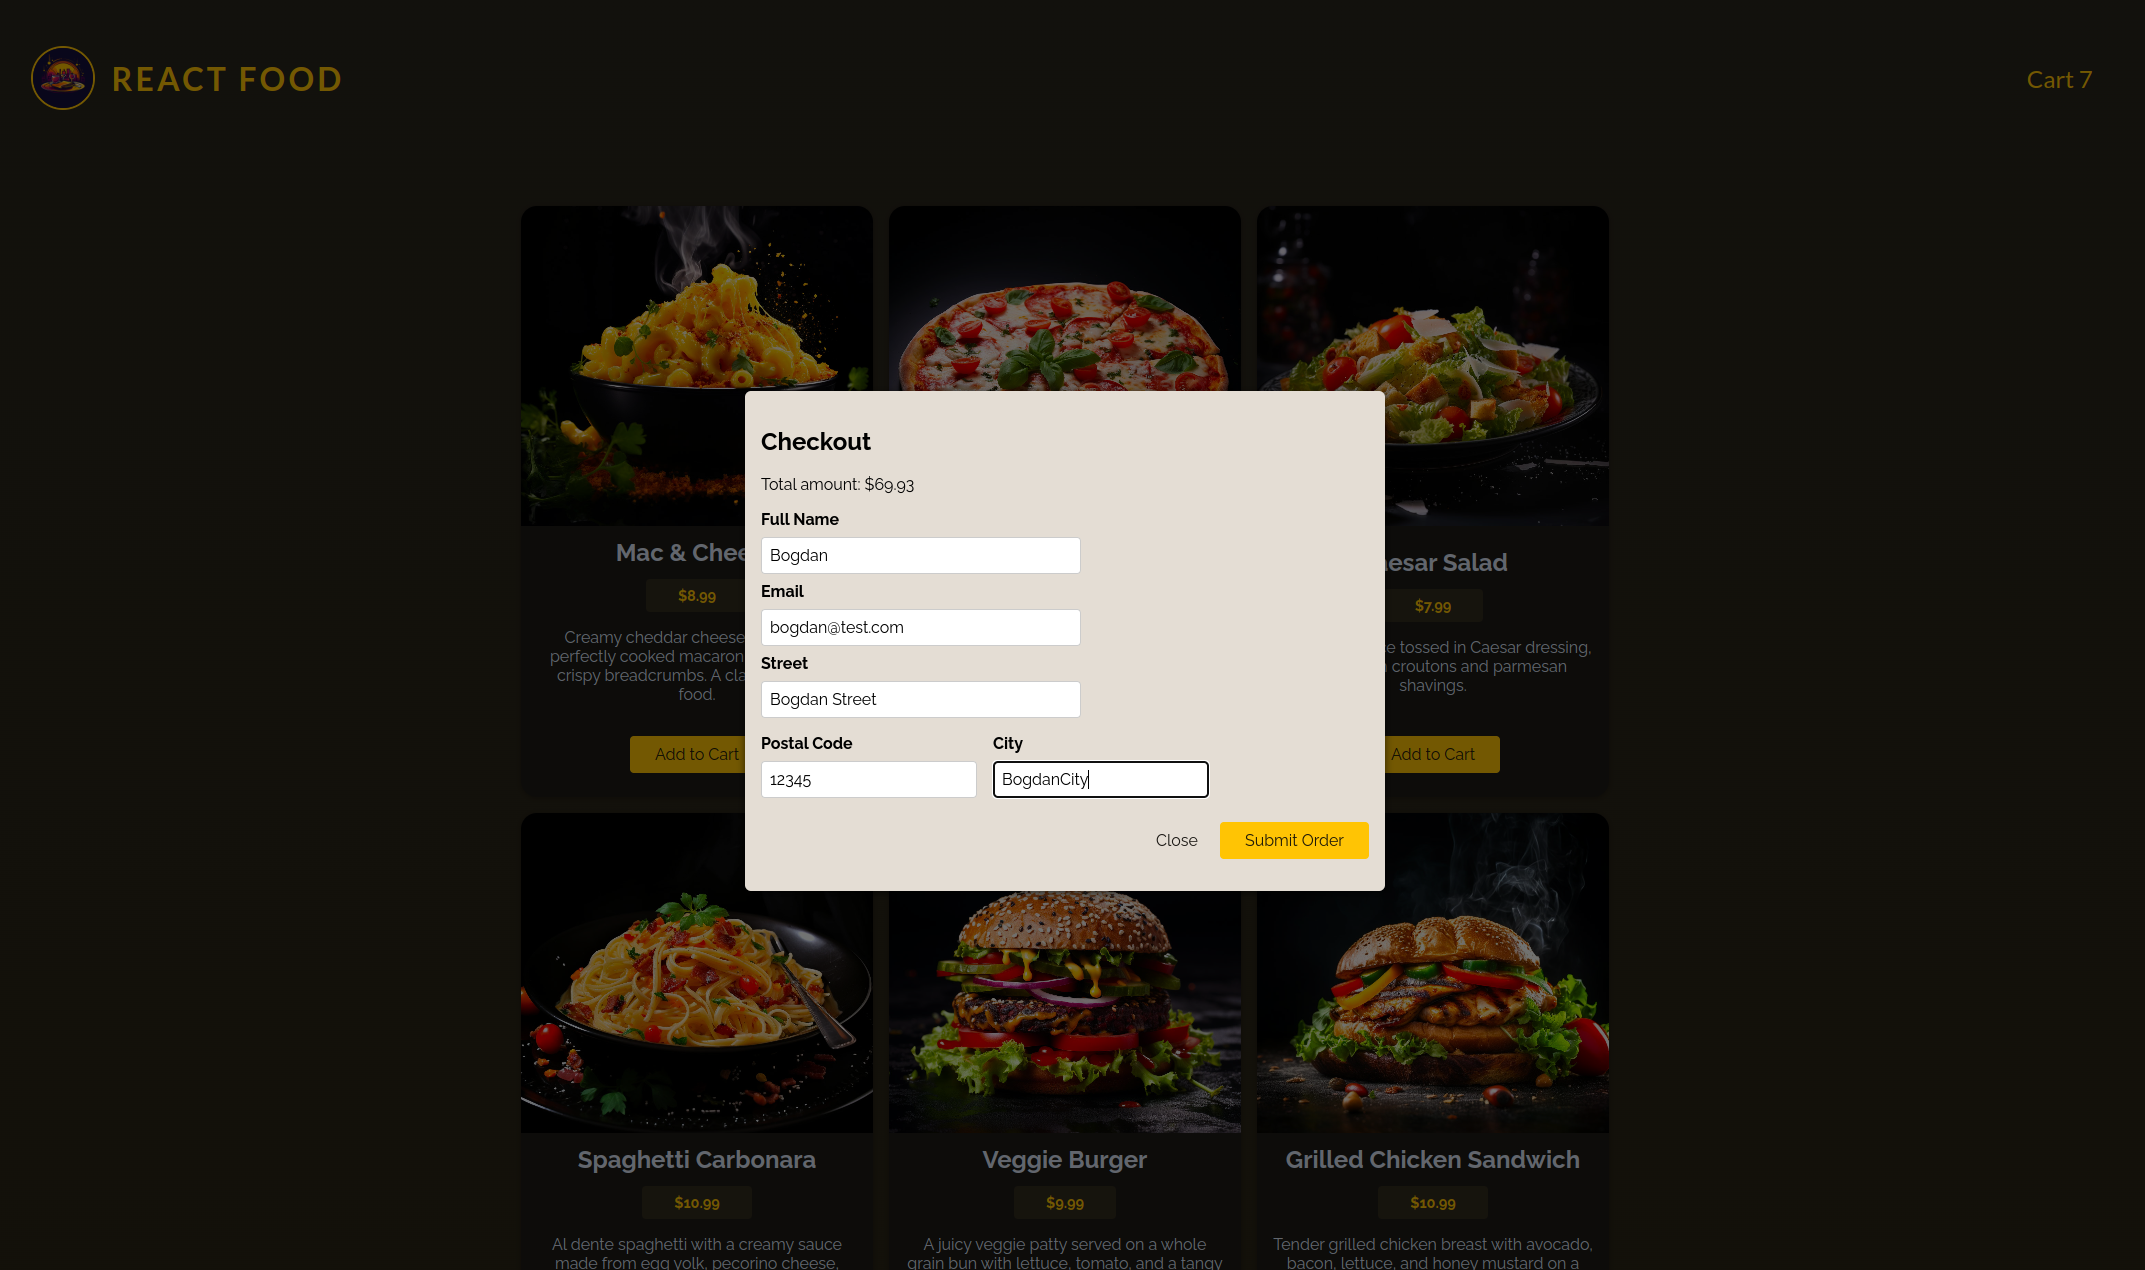 REACT FOOD
Cart 7
Checkout
Total amount: $69.93
Full Name
Bogdan
Email
bogdan@test.com
Street
Bogdan Street
Postal Code
City
12345
BogdanCity
Close
Submit Order
Mac & Chee
$8.99
Creamy cheddar cheese
perfectly cooked macaron
crispy breadcrumbs. A cla
food.
Add to Cart
esar Salad
$7.99
e tossed in Caesar dressing,
croutons and parmesan
shavings.
Add to Cart
Spaghetti Carbonara
$10.99
Al dente spaghetti with a creamy sauce
made from egg yolk, pecorino cheese,
Veggie Burger
$9.99
A juicy veggie patty served on a whole
grain bun with lettuce, tomato, and a tangy
Grilled Chicken Sandwich
$10.99
Tender grilled chicken breast with avocado,
bacon, lettuce, and honey mustard on a